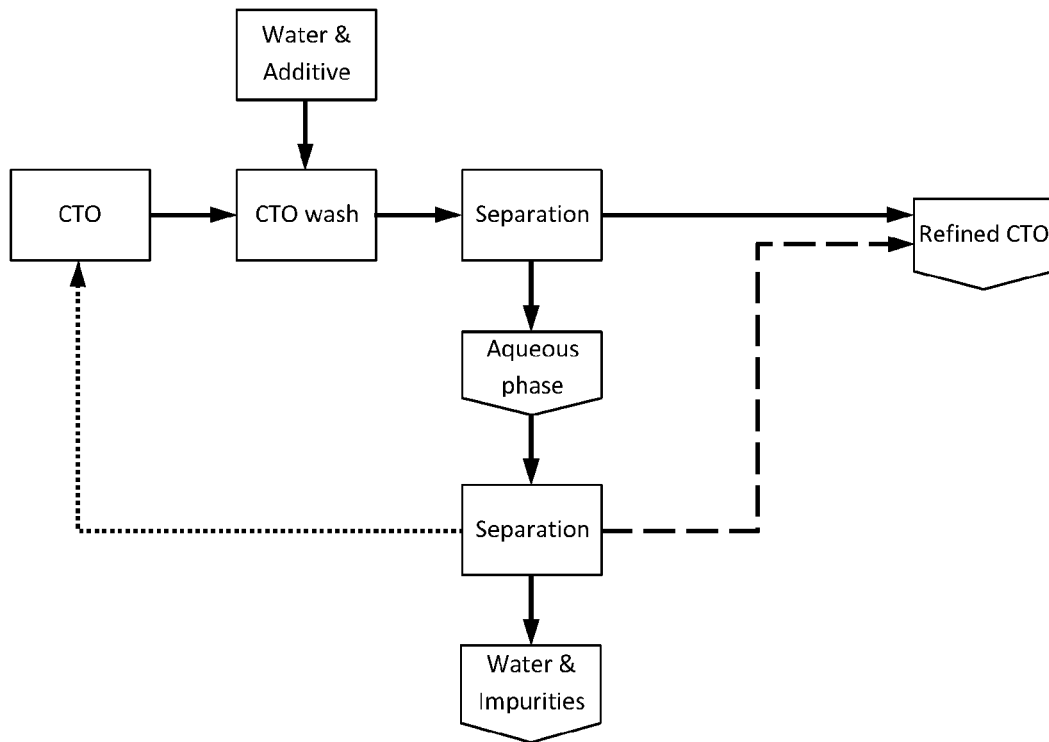 Water &
Additive
CTO
CTO wash
Separation
Refined CTO
Aqueous
phase
Separation
Water &
Impurities